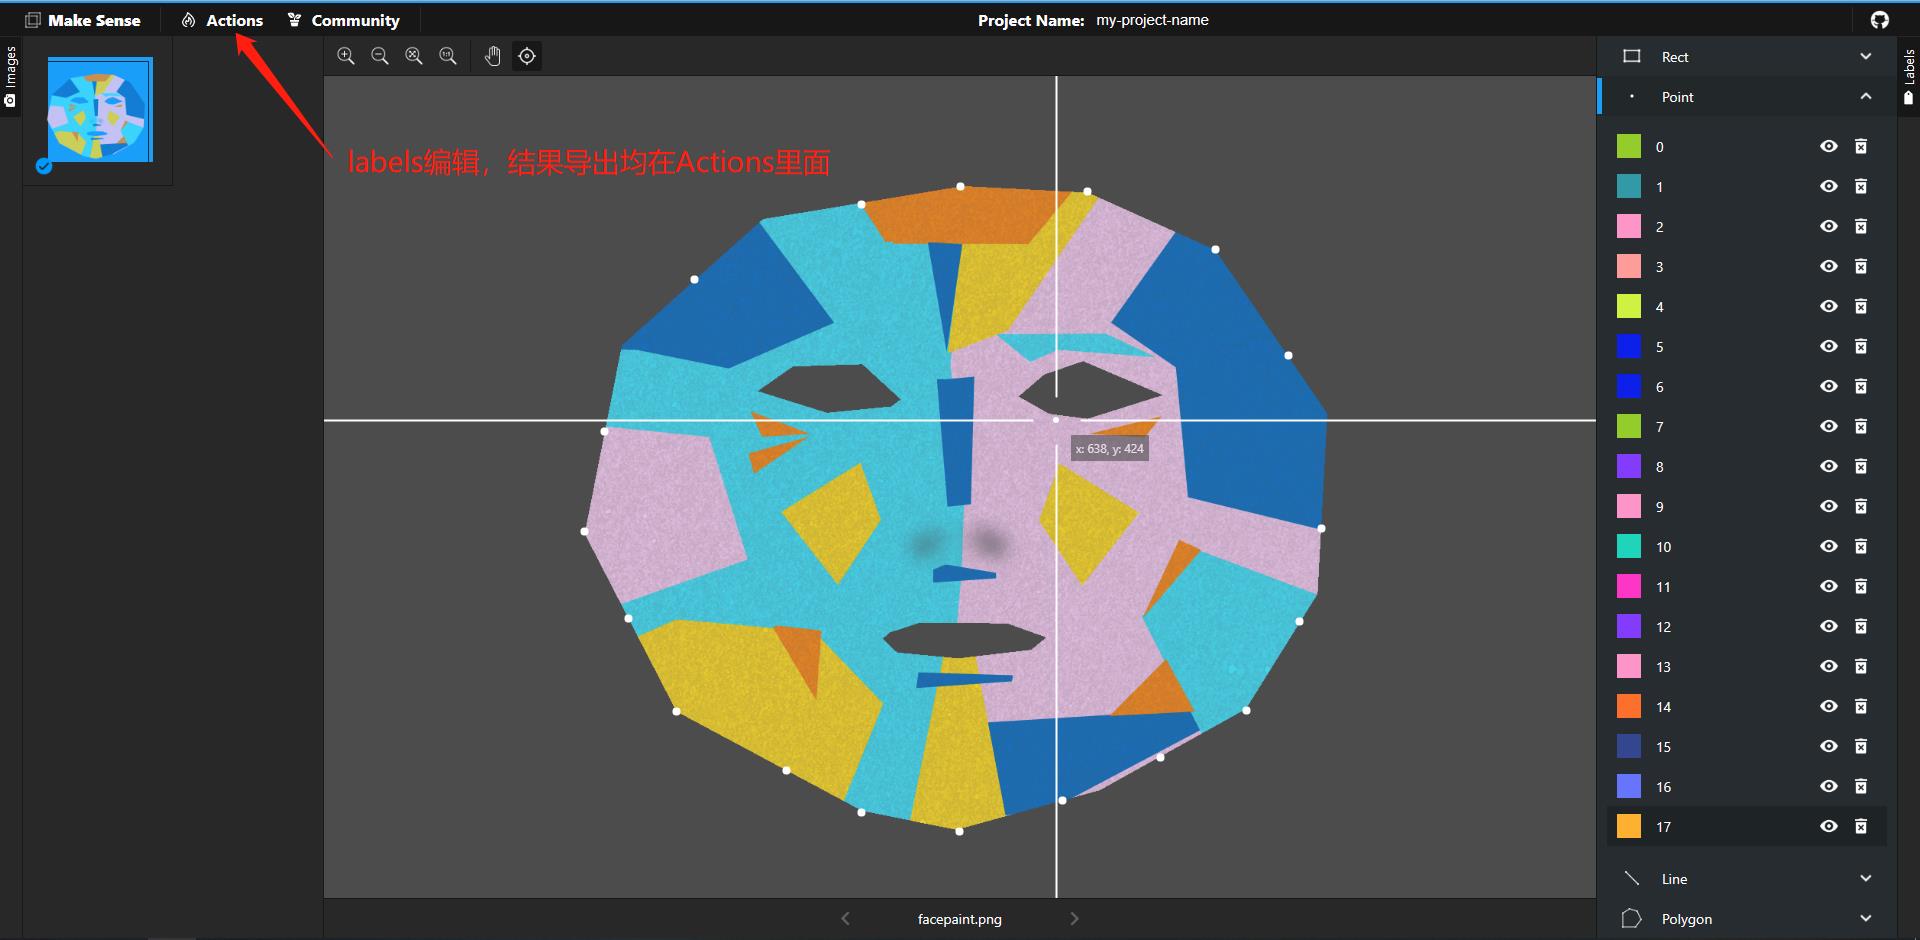 Make Sense
Actions
Community
Project Name: my-project-name
Images
1:1
labels编辑，结果导出均在Actions里面
x: 638, y: 424
facepaint.png
Labels
Rect
Point
0
1
2
3
4
5
6
7
8
9
10
11
12
13
14
15
16
17
Line
Polygon